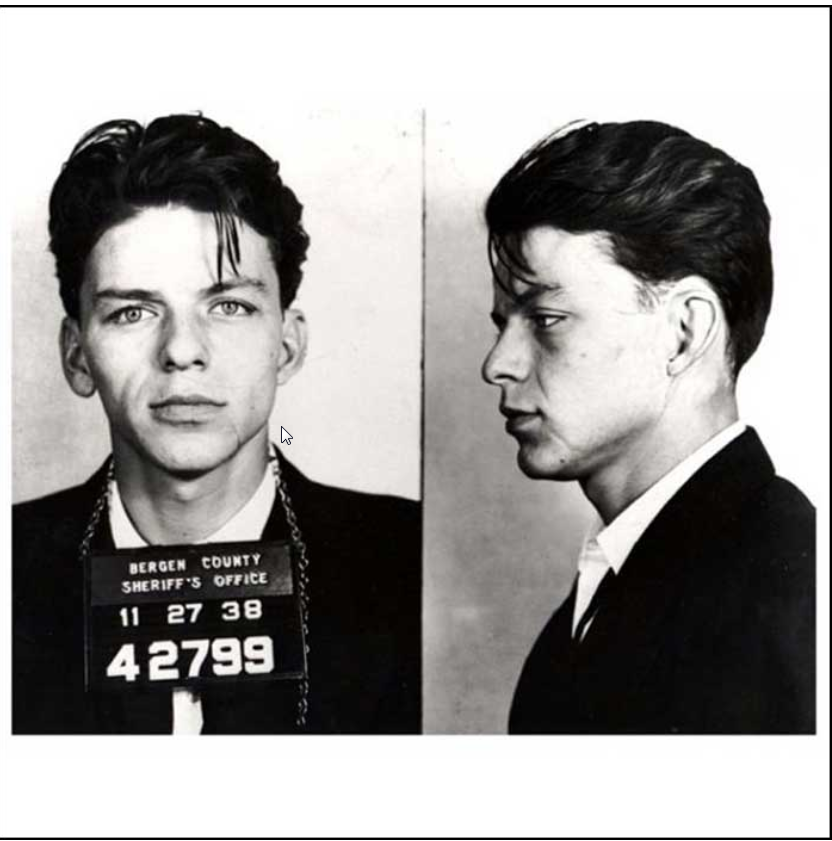 BERGEN COUNTY
SHERIFF'S OFFICE
11 27 38
42799